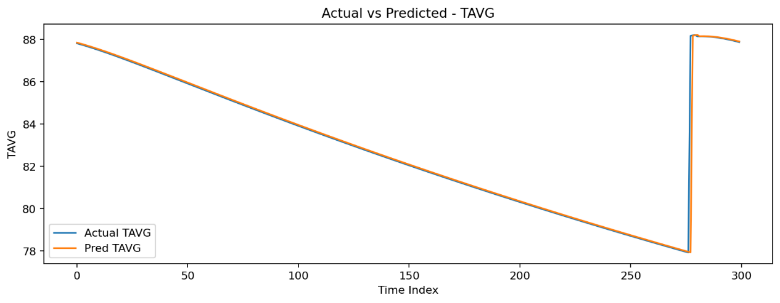 Actual vs Predicted - TAVG
88
86
84
82
80
78
TAVG
Actual TAVG
Pred TAVG
0 50 100 150 200 250 300
Time Index